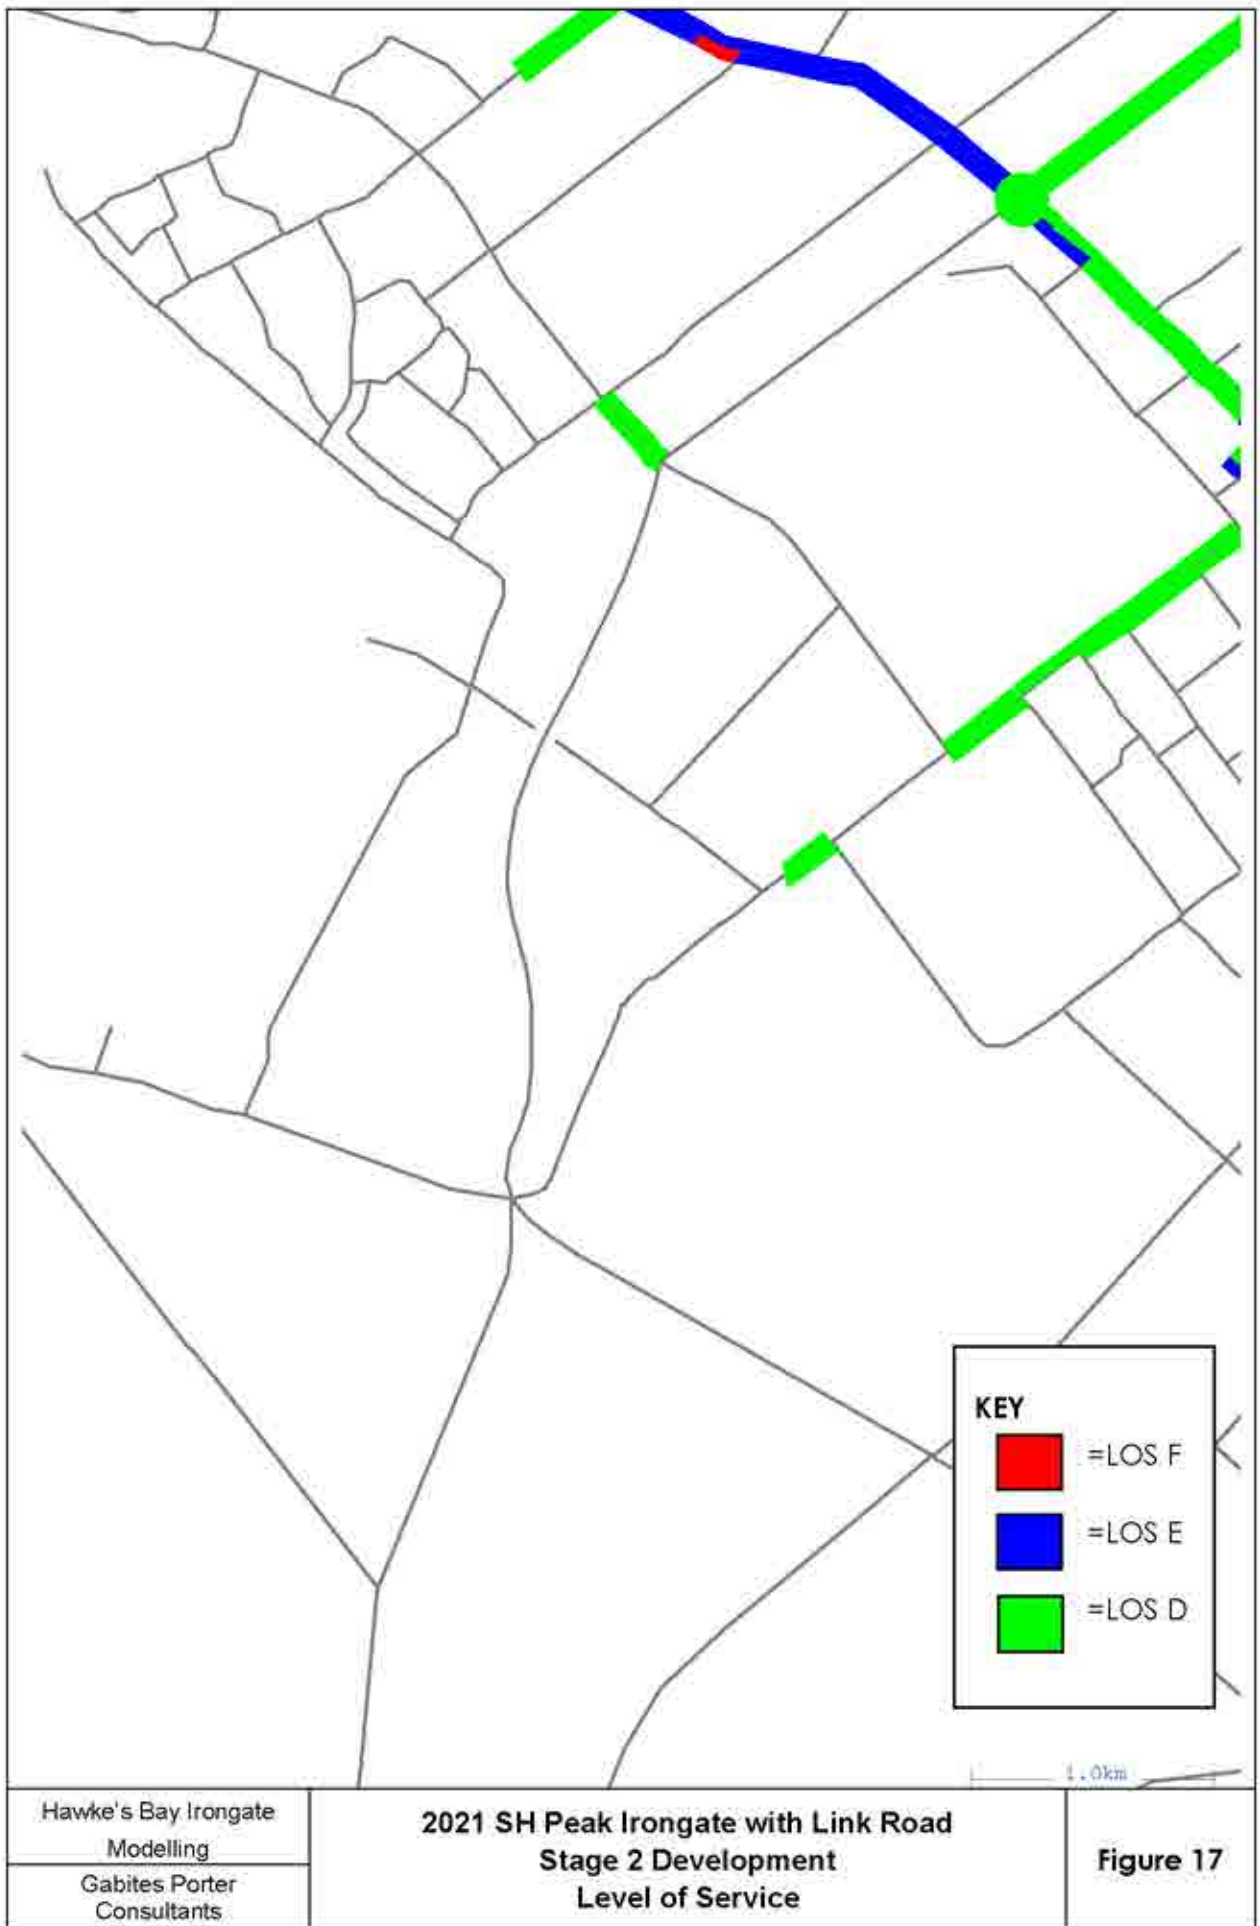 KEY
=LOS F
=LOS E
=LOS D
1.0km
Hawke's Bay Irongate
Modelling
Gabites Porter
Consultants
2021 SH Peak Irongate with Link Road
Stage 2 Development
Level of Service
Figure 17